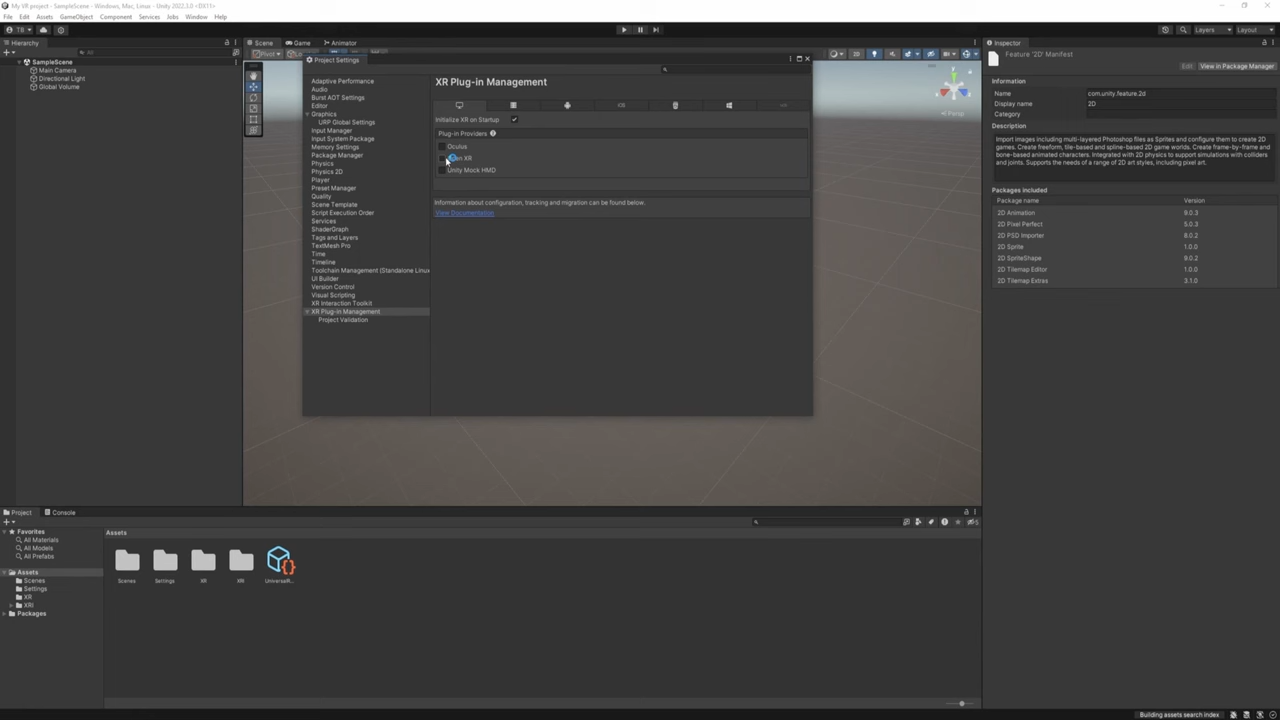 My VR project - SampleScene - Windows, Mac, Linux - Unity 2022.3.0f1 <DX11>
File Edit Assets GameObject Component Services Jobs Window Help
TB
Layers Layout
Hierarchy
All
SampleScene
Main Camera
Directional Light
Global Volume
Scene Game Animator
Pivot
2D
Persp
Project Settings
Adaptive Performance
Audio
Burst AOT Settings
Editor
Graphics
URP Global Settings
Input Manager
Input System Package
Memory Settings
Package Manager
Physics
Physics 2D
Player
Preset Manager
Quality
Scene Template
Script Execution Order
Services
ShaderGraph
Tags and Layers
TextMesh Pro
Time
Timeline
Toolchain Management (Standalone Linux
UI Builder
Version Control
Visual Scripting
XR Interaction Toolkit
XR Plug-in Management
Project Validation
XR Plug-in Management
iOS
Initialize XR on Startup
Plug-in Providers
Oculus
XR
Unity Mock HMD
Information about configuration, tracking and migration can be found below.
View Documentation
Inspector
Feature '2D' Manifest
Edit View in Package Manager
Information
Name com.unity.feature.2d
Display name 2D
Category
Description
Import images including multi-layered Photoshop files as Sprites and configure them to create 2D
games. Create freeform, tile-based and spline-based 2D game worlds. Create frame-by-frame and
bone-based animated characters. Integrated with 2D physics to support simulations with colliders
and joints. Supports the needs of a range of 2D art styles, including pixel art.
Packages included
Package name Version
2D Animation 9.0.3
2D Pixel Perfect 5.0.3
2D PSD Importer 8.0.2
2D Sprite 1.0.0
2D SpriteShape 9.0.2
2D Tilemap Editor 1.0.0
2D Tilemap Extras 3.1.0
Project Console
Favorites
All Materials
All Models
All Prefabs
Assets
Scenes
Settings
XR
XRI
Packages
Assets
Scenes Settings XR XRI UniversalR...
Building assets search index